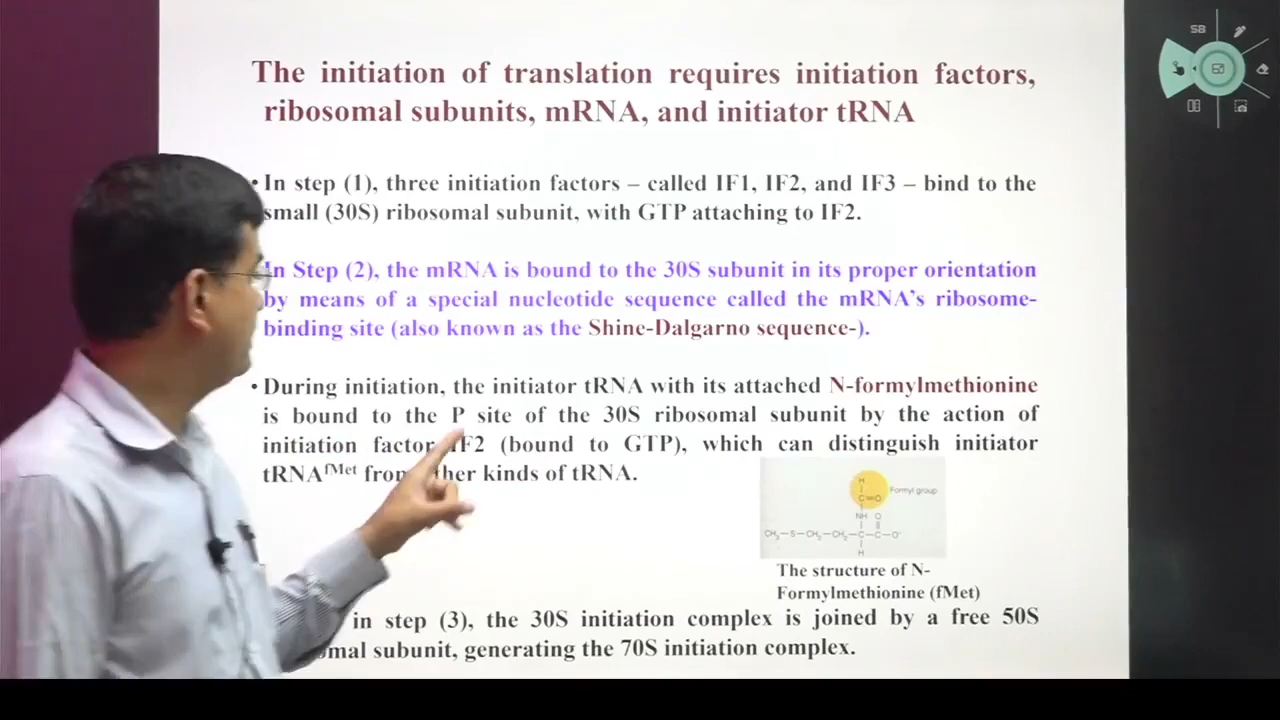 The initiation of translation requires initiation factors,
ribosomal subunits, mRNA, and initiator tRNA
• In step (1), three initiation factors – called IF1, IF2, and IF3 – bind to the
small (30S) ribosomal subunit, with GTP attaching to IF2.
In Step (2), the mRNA is bound to the 30S subunit in its proper orientation
by means of a special nucleotide sequence called the mRNA's ribosome-
binding site (also known as the Shine-Dalgarno sequence-).
• During initiation, the initiator tRNA with its attached N-formylmethionine
is bound to the P site of the 30S ribosomal subunit by the action of
initiation factor IF2 (bound to GTP), which can distinguish initiator
tRNAfMet from kinds of tRNA.
H
C=O Formyl group
NH O
CH3-S-CH2-CH2-C-C-O-
H
The structure of N-
Formylmethionine (fMet)
in step (3), the 30S initiation complex is joined by a free 50S
subunit, generating the 70S initiation complex.
SB